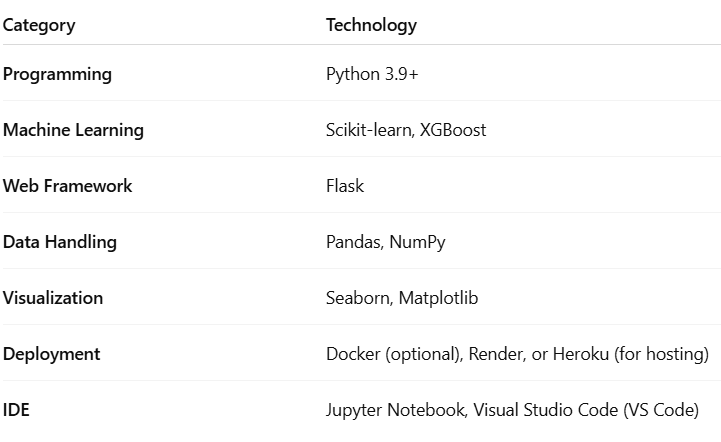 Category Technology
Programming Python 3.9+
Machine Learning Scikit-learn, XGBoost
Web Framework Flask
Data Handling Pandas, NumPy
Visualization Seaborn, Matplotlib
Deployment Docker (optional), Render, or Heroku (for hosting)
IDE Jupyter Notebook, Visual Studio Code (VS Code)